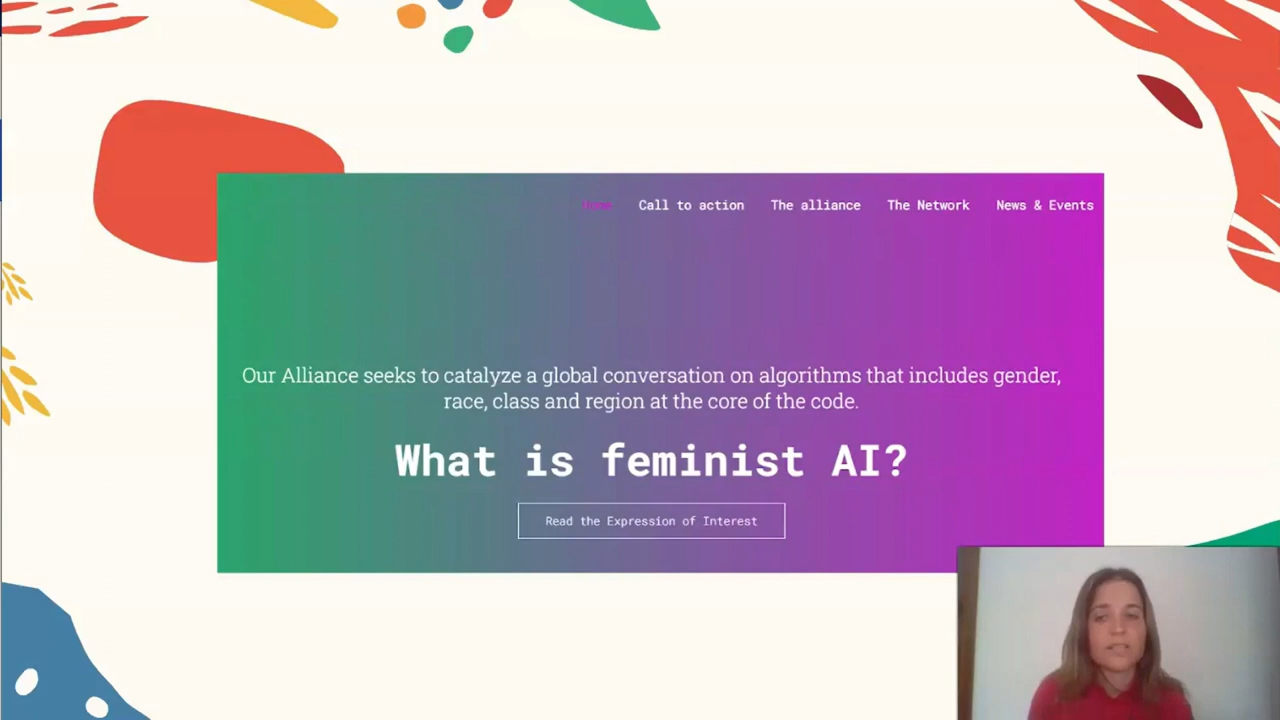 Home Call to action The alliance The Network News & Events
Our Alliance seeks to catalyze a global conversation on algorithms that includes gender,
race, class and region at the core of the code.
What is feminist AI?
Read the Expression of Interest